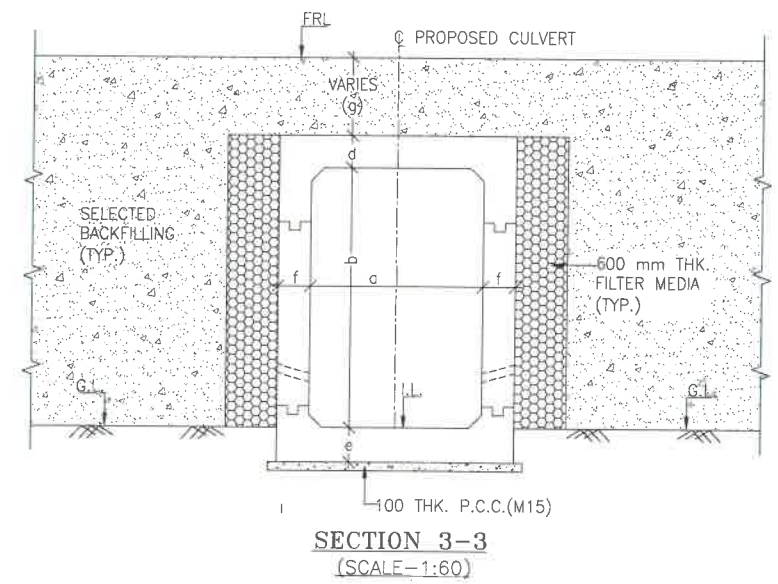 FRL
℄ PROPOSED CULVERT
VARIES
(g)
d
SELECTED
BACKFILLING
(TYP.)
b
f
a
f
600 mm THK.
FILTER MEDIA
(TYP.)
G.L.
I.L.
G.L.
e
100 THK. P.C.C.(M15)
SECTION 3-3
(SCALE-1:60)